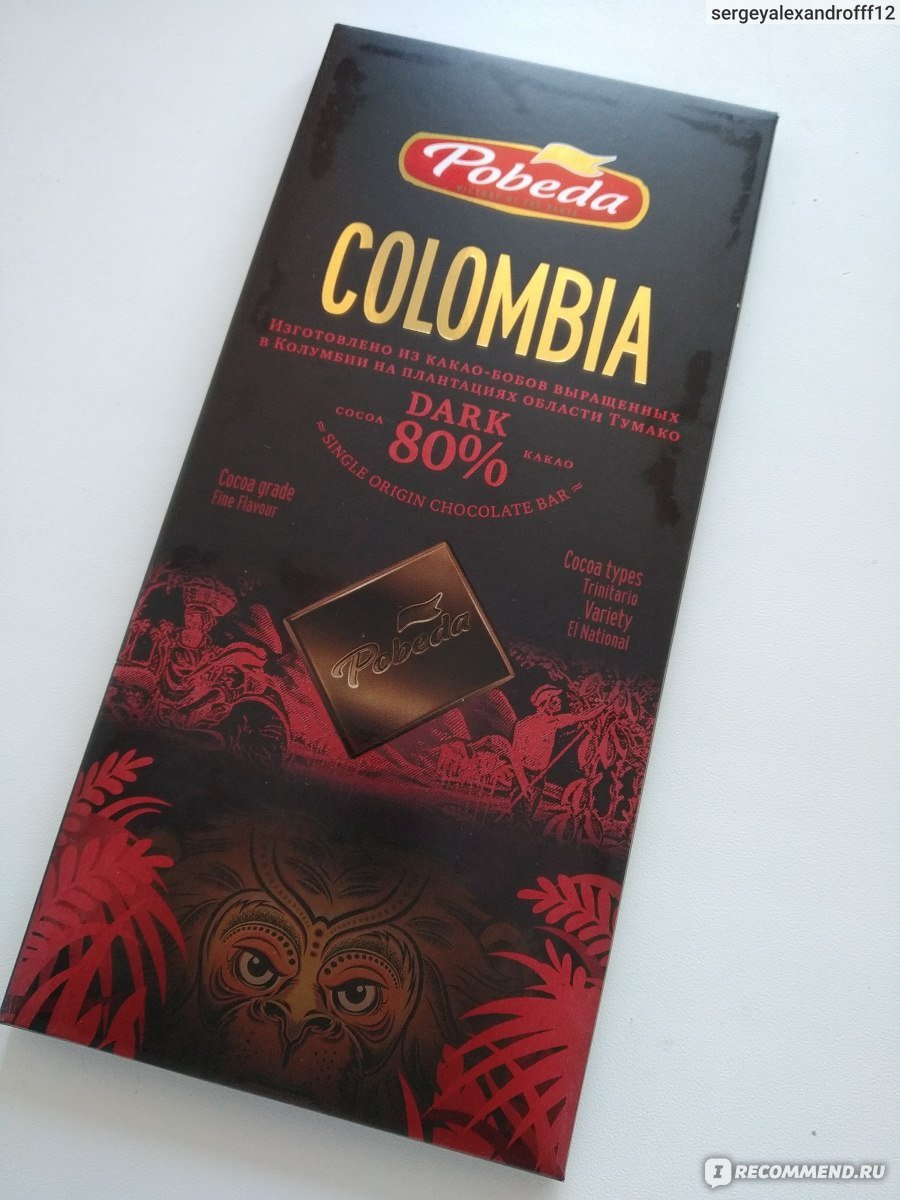 sergeyalexandrofff12
Pobeda
COLOMBIA
Изготовлено из какао-бобов выращенных
в Колумбии на плантациях области Тумако
DARK
COCOA 80% КАКАО
≈ SINGLE ORIGIN CHOCOLATE BAR ≈
Cocoa grade
Fine Flavour
Cocoa types
Trinitario
Variety
El National
Pobeda
I RECOMMEND.RU